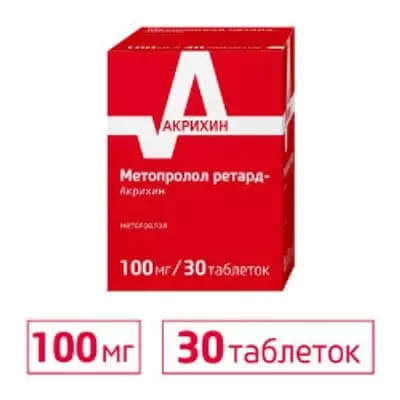 АКРИХИН
Метопролол ретард-
Акрихин
метопролол
100 мг/30 таблеток
100 мг
30 таблеток